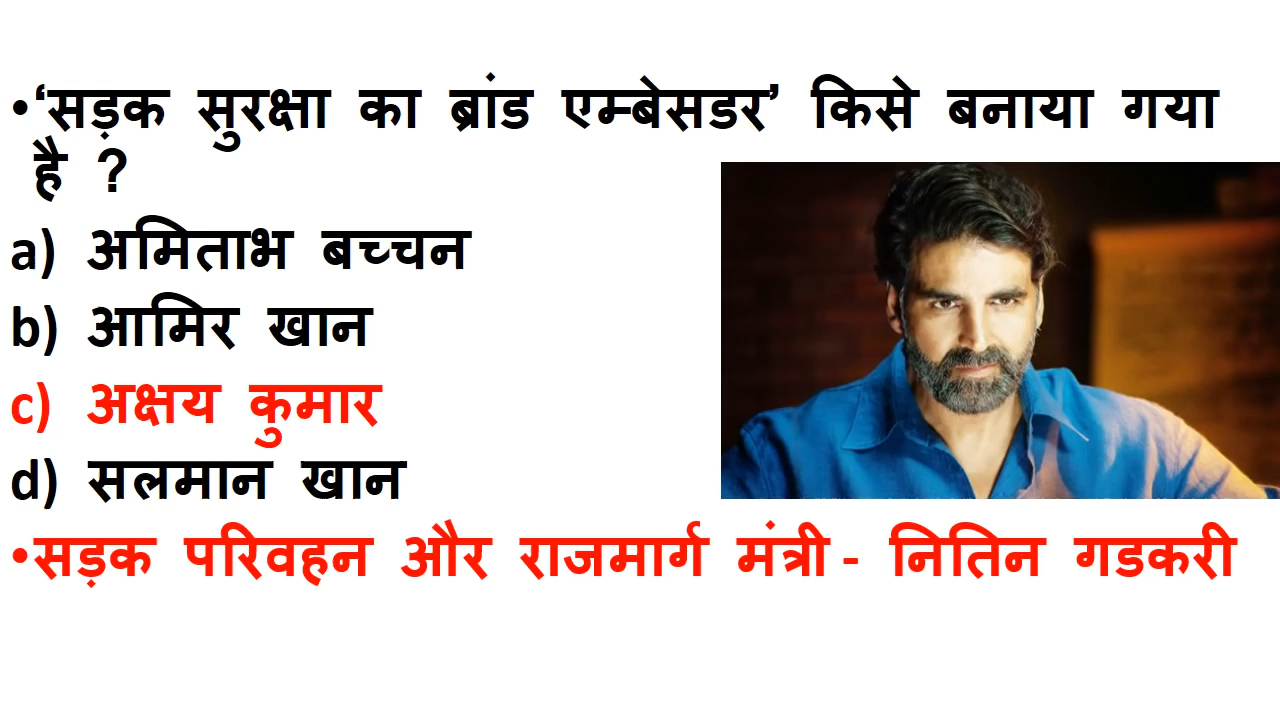 •‘सड़क सुरक्षा का ब्रांड एम्बेसडर’ किसे बनाया गया
है ?
a) अमिताभ बच्चन
b) आमिर खान
c) अक्षय कुमार
d) सलमान खान
•सड़क परिवहन और राजमार्ग मंत्री - नितिन गडकरी